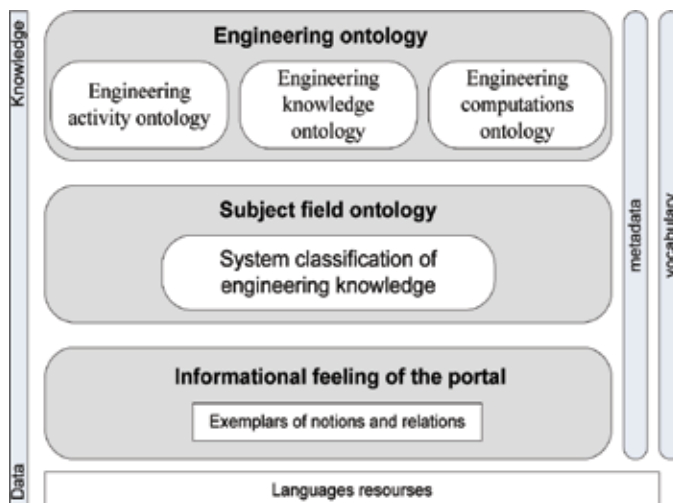 Knowledge
Engineering ontology
Engineering
activity ontology
Engineering
knowledge
ontology
Engineering
computations
ontology
Subject field ontology
System classification of
engineering knowledge
Informational feeling of the portal
Exemplars of notions and relations
Data
Languages resourses
metadata
vocabulary